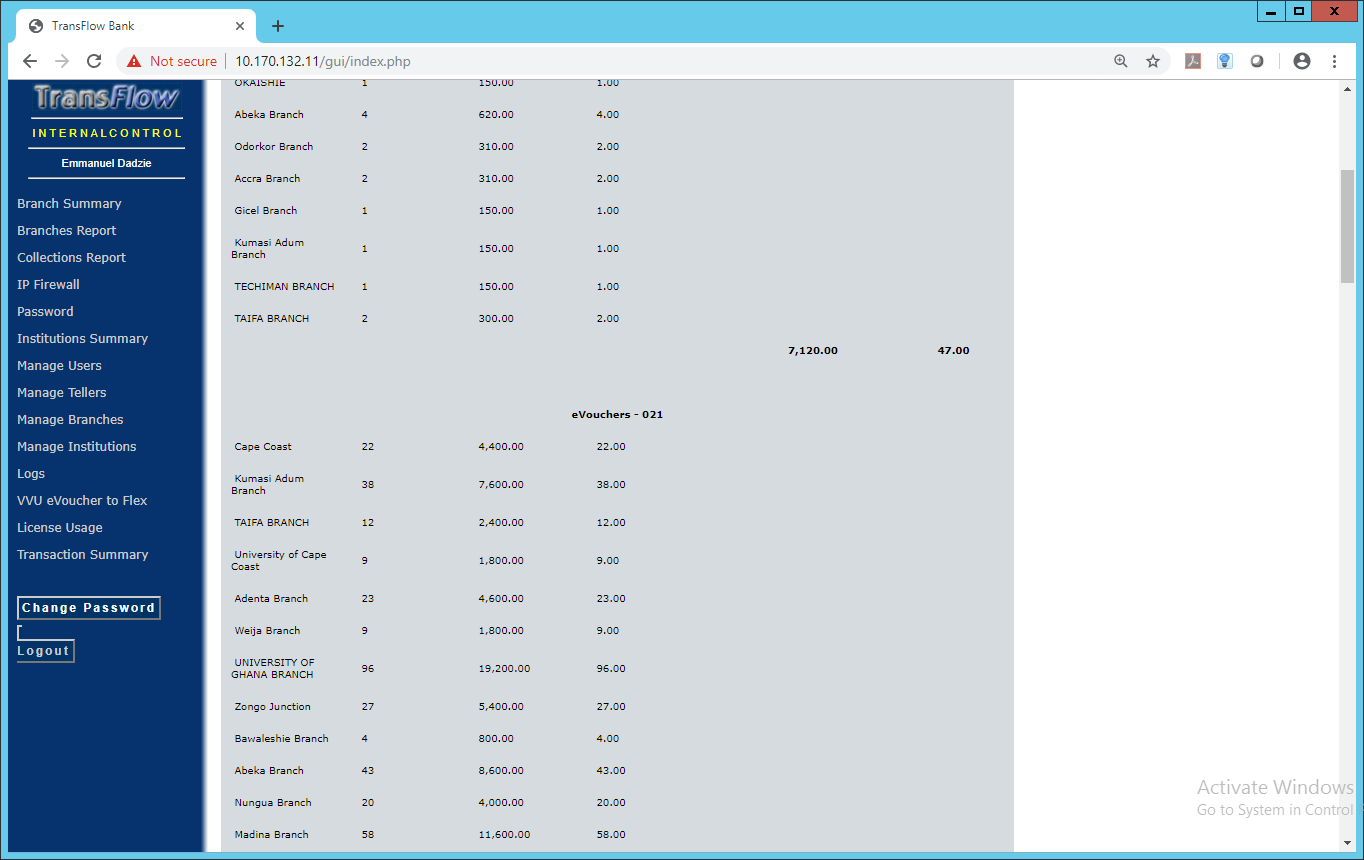 TransFlow Bank
Not secure 10.170.132.11/gui/index.php
TransFlow
INTERNALCONTROL
Emmanuel Dadzie
Branch Summary
Branches Report
Collections Report
IP Firewall
Password
Institutions Summary
Manage Users
Manage Tellers
Manage Branches
Manage Institutions
Logs
VVU eVoucher to Flex
License Usage
Transaction Summary
Change Password
Logout
OKAISHIE 1 150.00 1.00
Abeka Branch 4 620.00 4.00
Odorkor Branch 2 310.00 2.00
Accra Branch 2 310.00 2.00
Gicel Branch 1 150.00 1.00
Kumasi Adum
Branch 1 150.00 1.00
TECHIMAN BRANCH 1 150.00 1.00
TAIFA BRANCH 2 300.00 2.00
7,120.00 47.00
eVouchers - 021
Cape Coast 22 4,400.00 22.00
Kumasi Adum
Branch 38 7,600.00 38.00
TAIFA BRANCH 12 2,400.00 12.00
University of Cape
Coast 9 1,800.00 9.00
Adenta Branch 23 4,600.00 23.00
Weija Branch 9 1,800.00 9.00
UNIVERSITY OF
GHANA BRANCH 96 19,200.00 96.00
Zongo Junction 27 5,400.00 27.00
Bawaleshie Branch 4 800.00 4.00
Abeka Branch 43 8,600.00 43.00
Nungua Branch 20 4,000.00 20.00
Madina Branch 58 11,600.00 58.00
Activate Windows
Go to System in Control